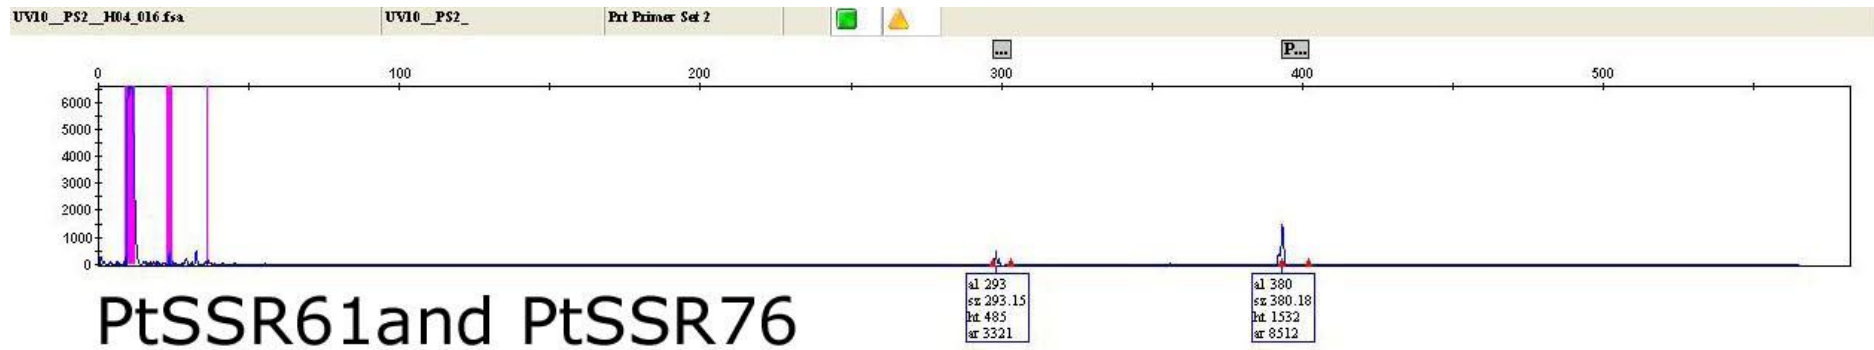 UV10__PS2__H04_016.fsa UV10__PS2_ Prt Primer Set 2
... P...
0 100 200 300 400 500
6000
5000
4000
3000
2000
1000
0
al 293
sz 293.15
ht 485
ar 3321
al 380
sz 380.18
ht 1532
ar 8512
PtSSR61and PtSSR76